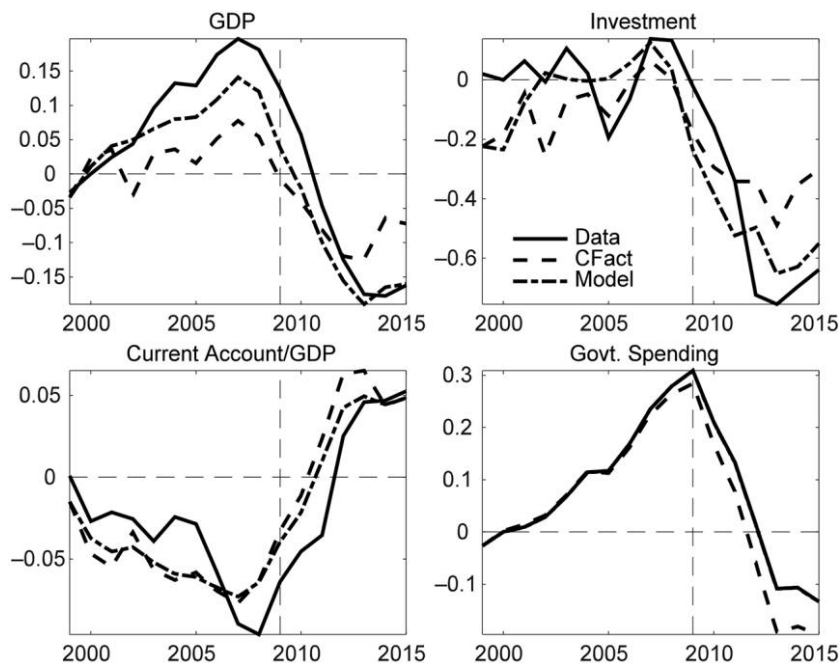 GDP
0.15
0.1
0.05
0
–0.05
–0.1
–0.15
2000 2005 2010 2015
Investment
0
–0.2
–0.4
–0.6
Data
CFact
Model
2000 2005 2010 2015
Current Account/GDP
0.05
0
–0.05
2000 2005 2010 2015
Govt. Spending
0.3
0.2
0.1
0
–0.1
2000 2005 2010 2015